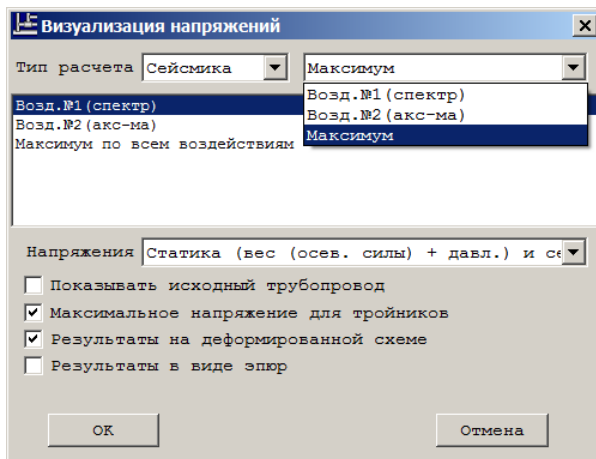 Визуализация напряжений
Тип расчета Сейсмика Максимум
Возд.№1(спектр)
Возд.№2(акс-ма)
Максимум
Возд.№1(спектр)
Возд.№2(акс-ма)
Максимум по всем воздействиям
Напряжения Статика (вес (осев. силы) + давл.) и се
Показывать исходный трубопровод
Максимальное напряжение для тройников
Результаты на деформированной схеме
Результаты в виде эпюр
OK Отмена